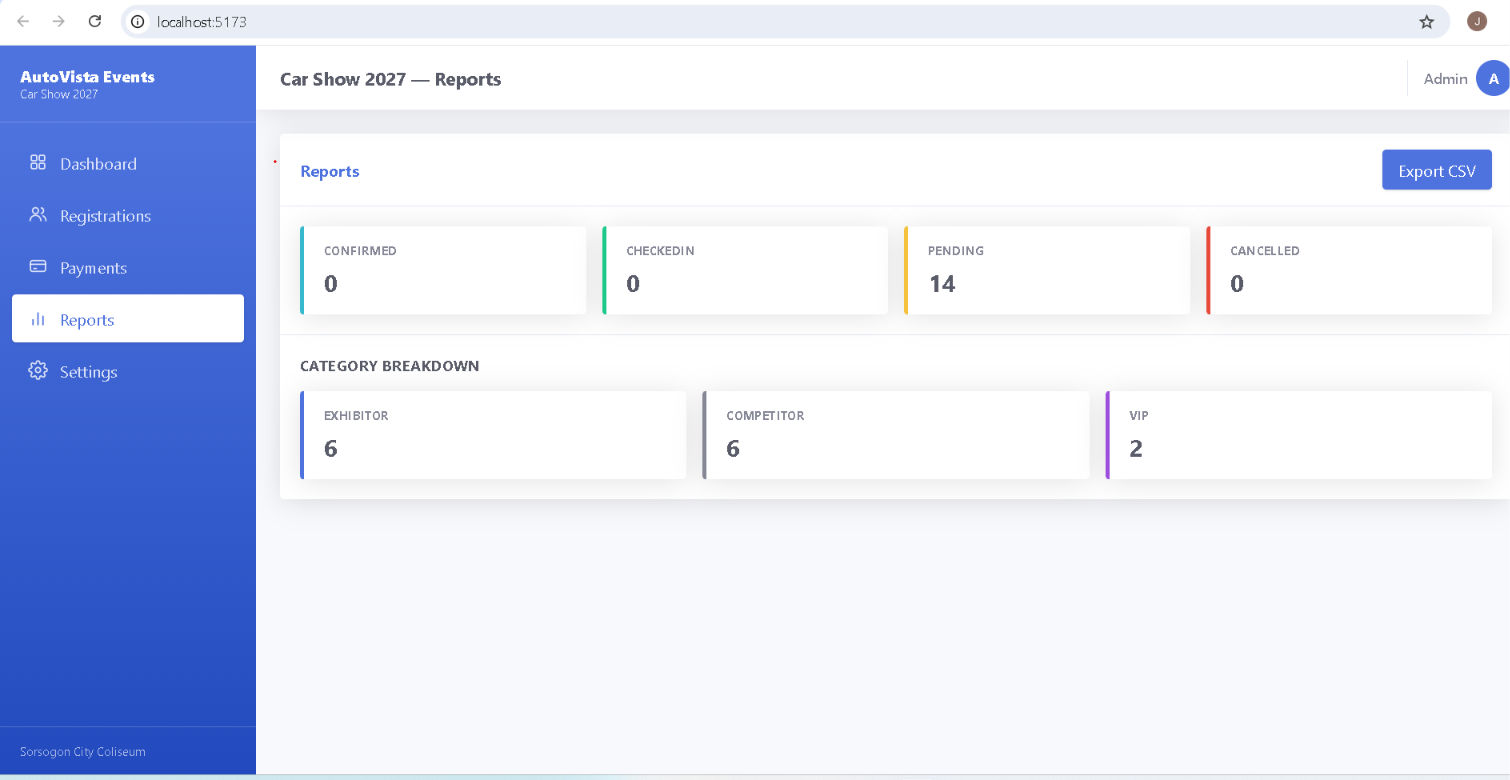 localhost:5173
J
AutoVista Events
Car Show 2027
Car Show 2027 — Reports
Admin
A
Dashboard
Registrations
Payments
Reports
Settings
Reports
Export CSV
CONFIRMED
0
CHECKEDIN
0
PENDING
14
CANCELLED
0
CATEGORY BREAKDOWN
EXHIBITOR
6
COMPETITOR
6
VIP
2
Sorsogon City Coliseum